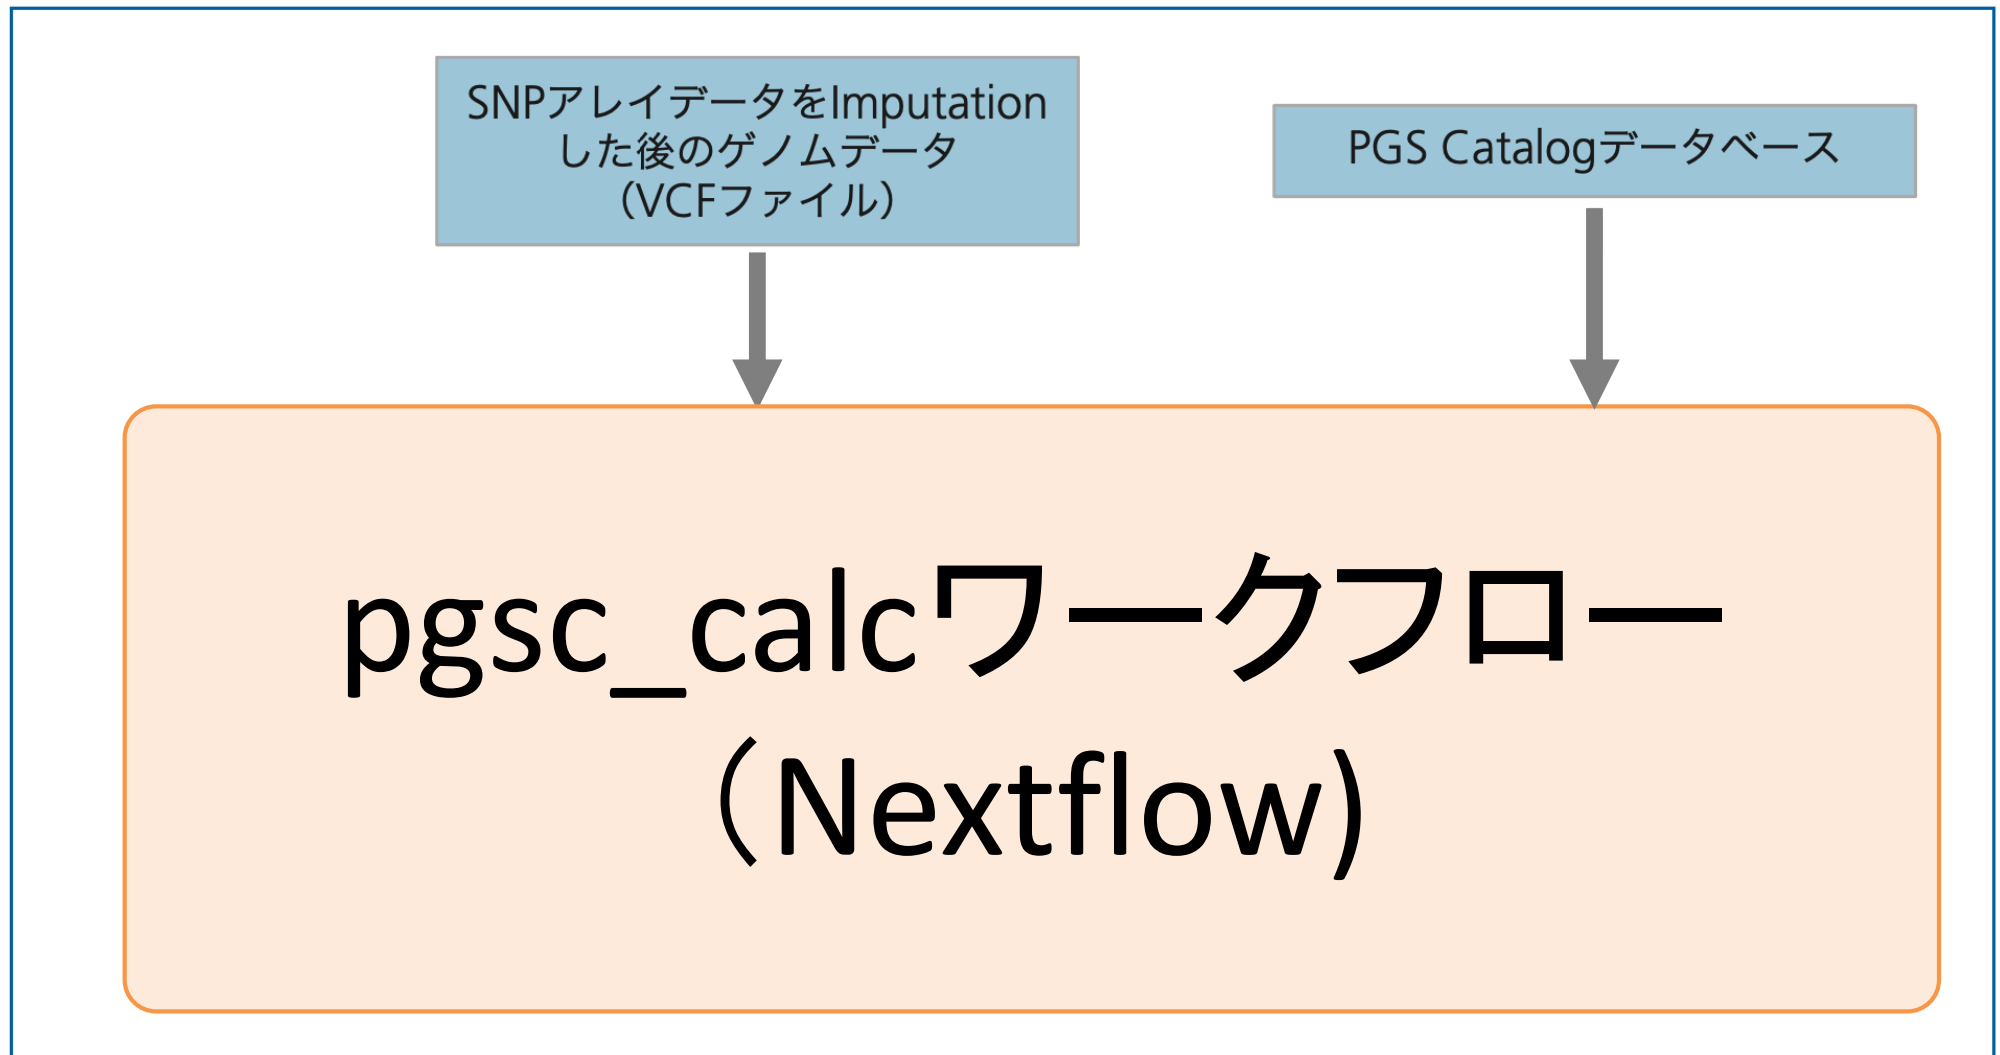 SNPアレイデータをImputation
した後のゲノムデータ
（VCFファイル）
PGS Catalogデータベース
pgsc_calcワークフロー
（Nextflow)